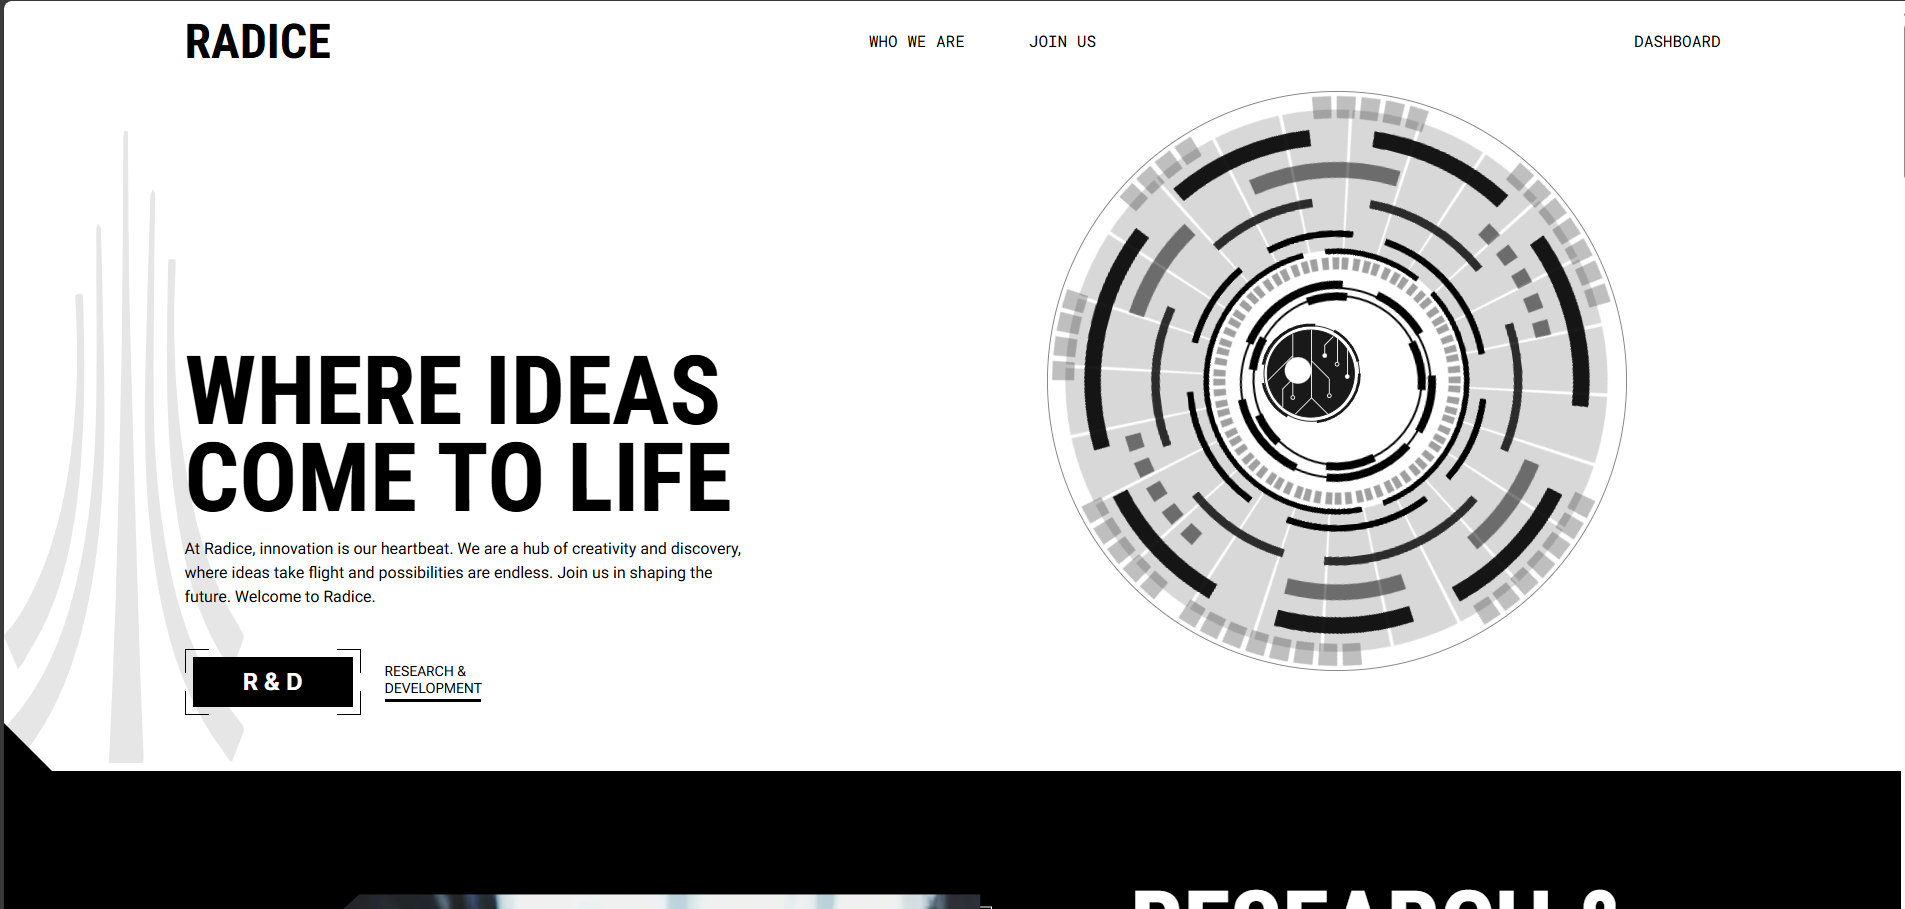 RADICE
WHO WE ARE
JOIN US
DASHBOARD
WHERE IDEAS
COME TO LIFE
At Radice, innovation is our heartbeat. We are a hub of creativity and discovery,
where ideas take flight and possibilities are endless. Join us in shaping the
future. Welcome to Radice.
R & D
RESEARCH &
DEVELOPMENT
RESEARCH &